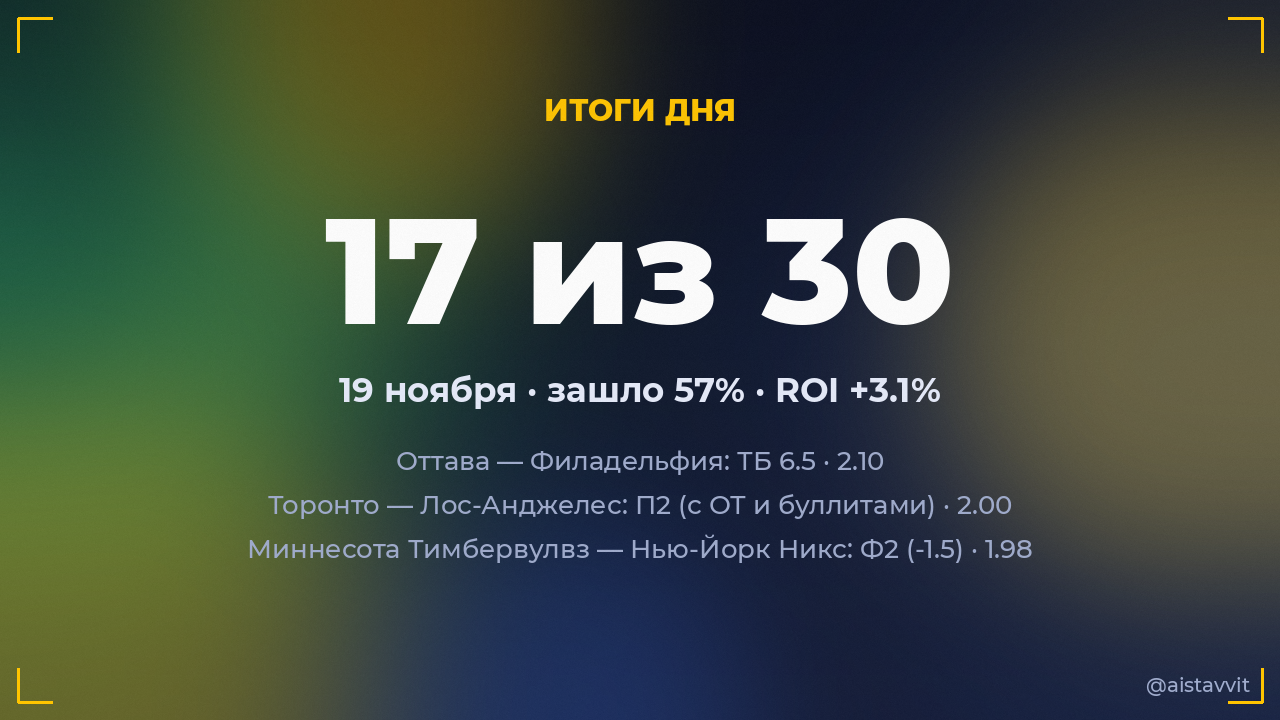 ИТОГИ ДНЯ
17 из 30
19 ноября · зашло 57% · ROI +3.1%
Оттава — Филадельфия: ТБ 6.5 · 2.10
Торонто — Лос-Анджелес: П2 (с ОТ и буллитами) · 2.00
Миннесота Тимбервулвз — Нью-Йорк Никс: Ф2 (-1.5) · 1.98
@aistavvit